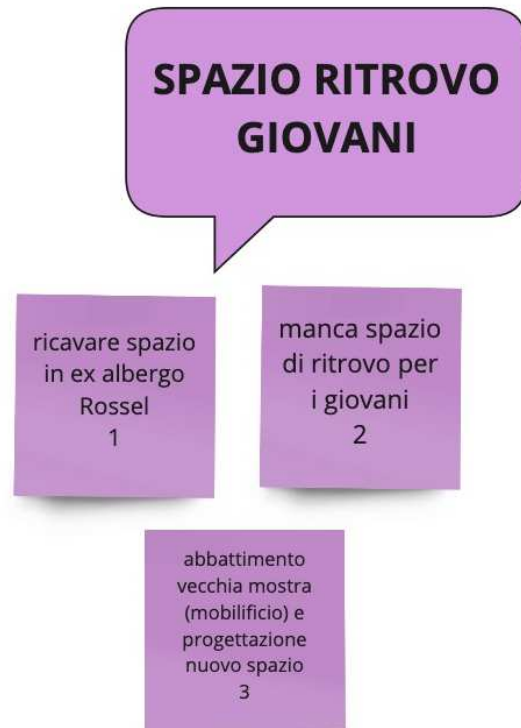 SPAZIO RITROVO
GIOVANI
ricavare spazio
in ex albergo
Rossel
1
manca spazio
di ritrovo per
i giovani
2
abbattimento
vecchia mostra
(mobilificio) e
progettazione
nuovo spazio
3